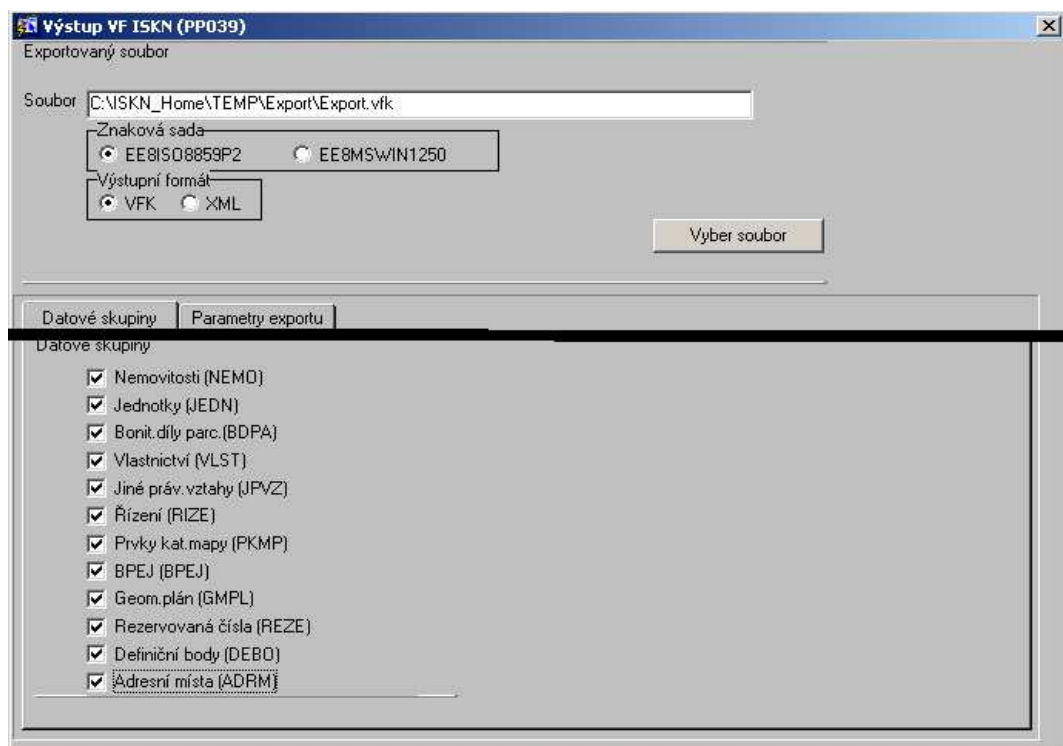 Výstup VF ISKN (PP039)
Exportovaný soubor
Soubor C:\ISKN_Home\TEMP\Export\Export.vfk
Znaková sada
EE8ISO8859P2 EE8MSWIN1250
Výstupní formát
VFK XML
Vyber soubor
Datové skupiny Parametry exportu
Datové skupiny
Nemovitosti (NEMO)
Jednotky (JEDN)
Bonit.díly parc.(BDPA)
Vlastnictví (VLST)
Jiné práv.vztahy (JPVZ)
Řízení (RIZE)
Prvky kat.mapy (PKMP)
BPEJ (BPEJ)
Geom.plán (GMPL)
Rezervovaná čísla (REZE)
Definiční body (DEBO)
Adresní místa (ADRM)